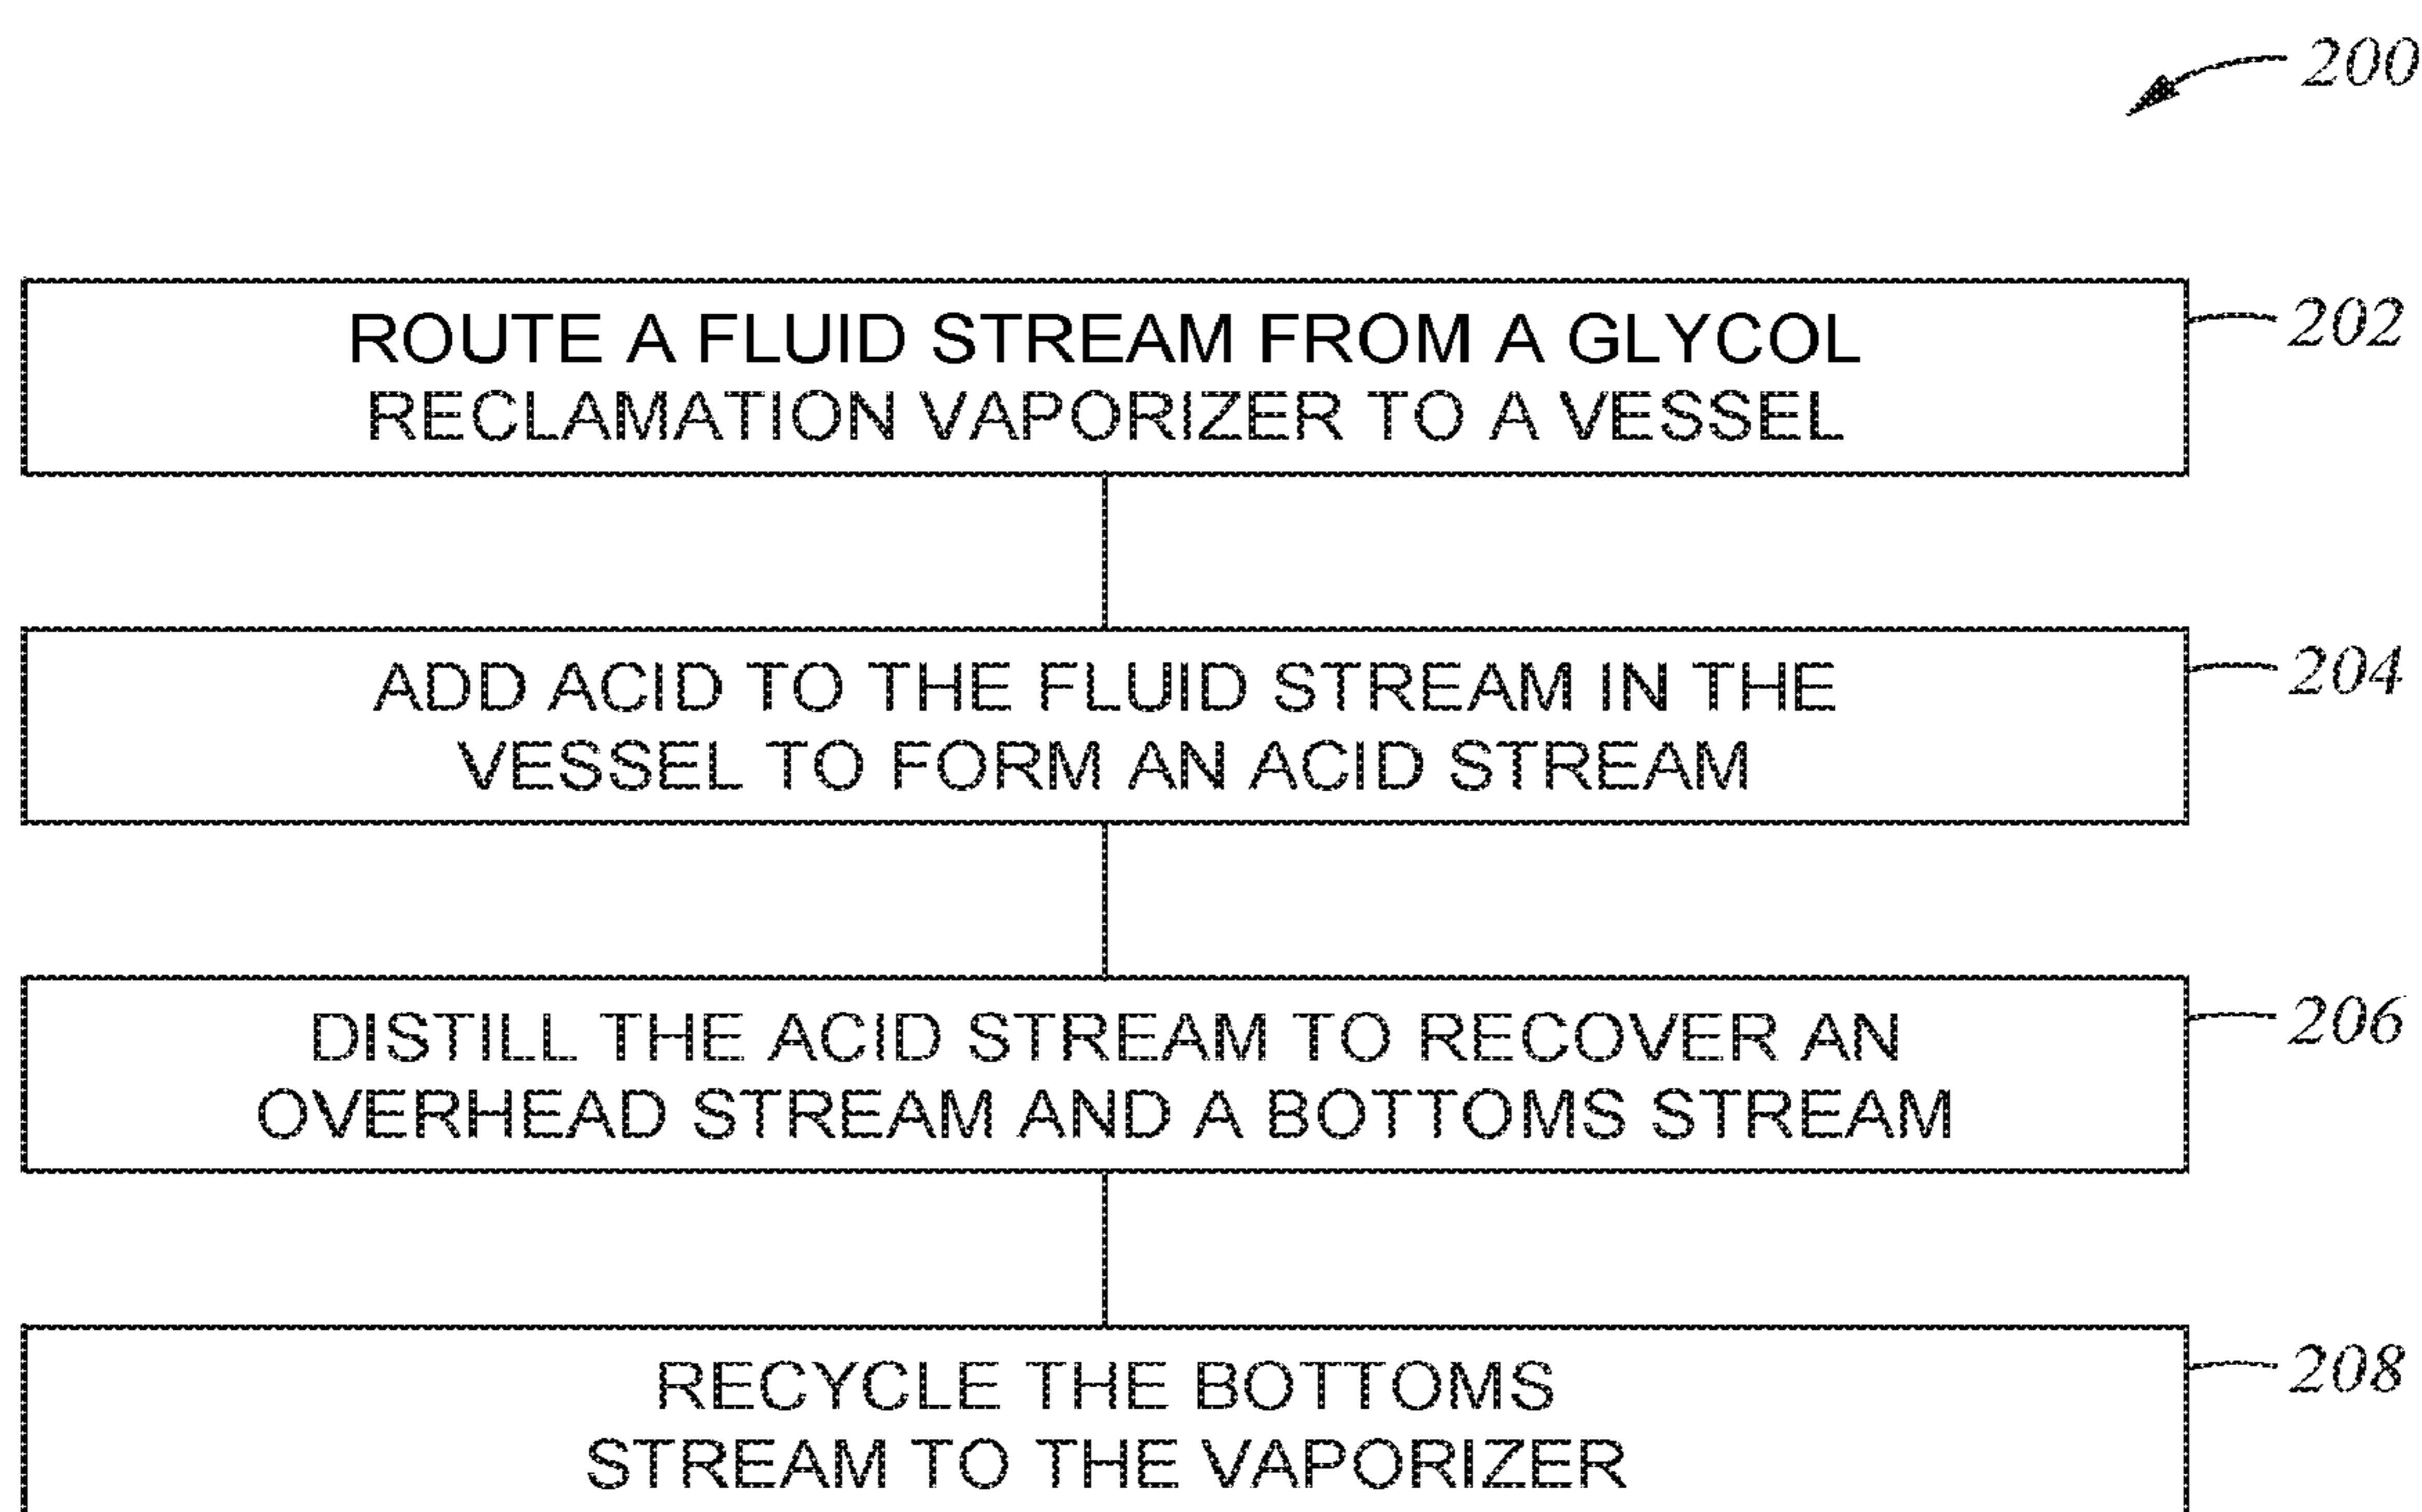 200
ROUTE A FLUID STREAM FROM A GLYCOL
RECLAMATION VAPORIZER TO A VESSEL
202
ADD ACID TO THE FLUID STREAM IN THE
VESSEL TO FORM AN ACID STREAM
204
DISTILL THE ACID STREAM TO RECOVER AN
OVERHEAD STREAM AND A BOTTOMS STREAM
206
RECYCLE THE BOTTOMS
STREAM TO THE VAPORIZER
208